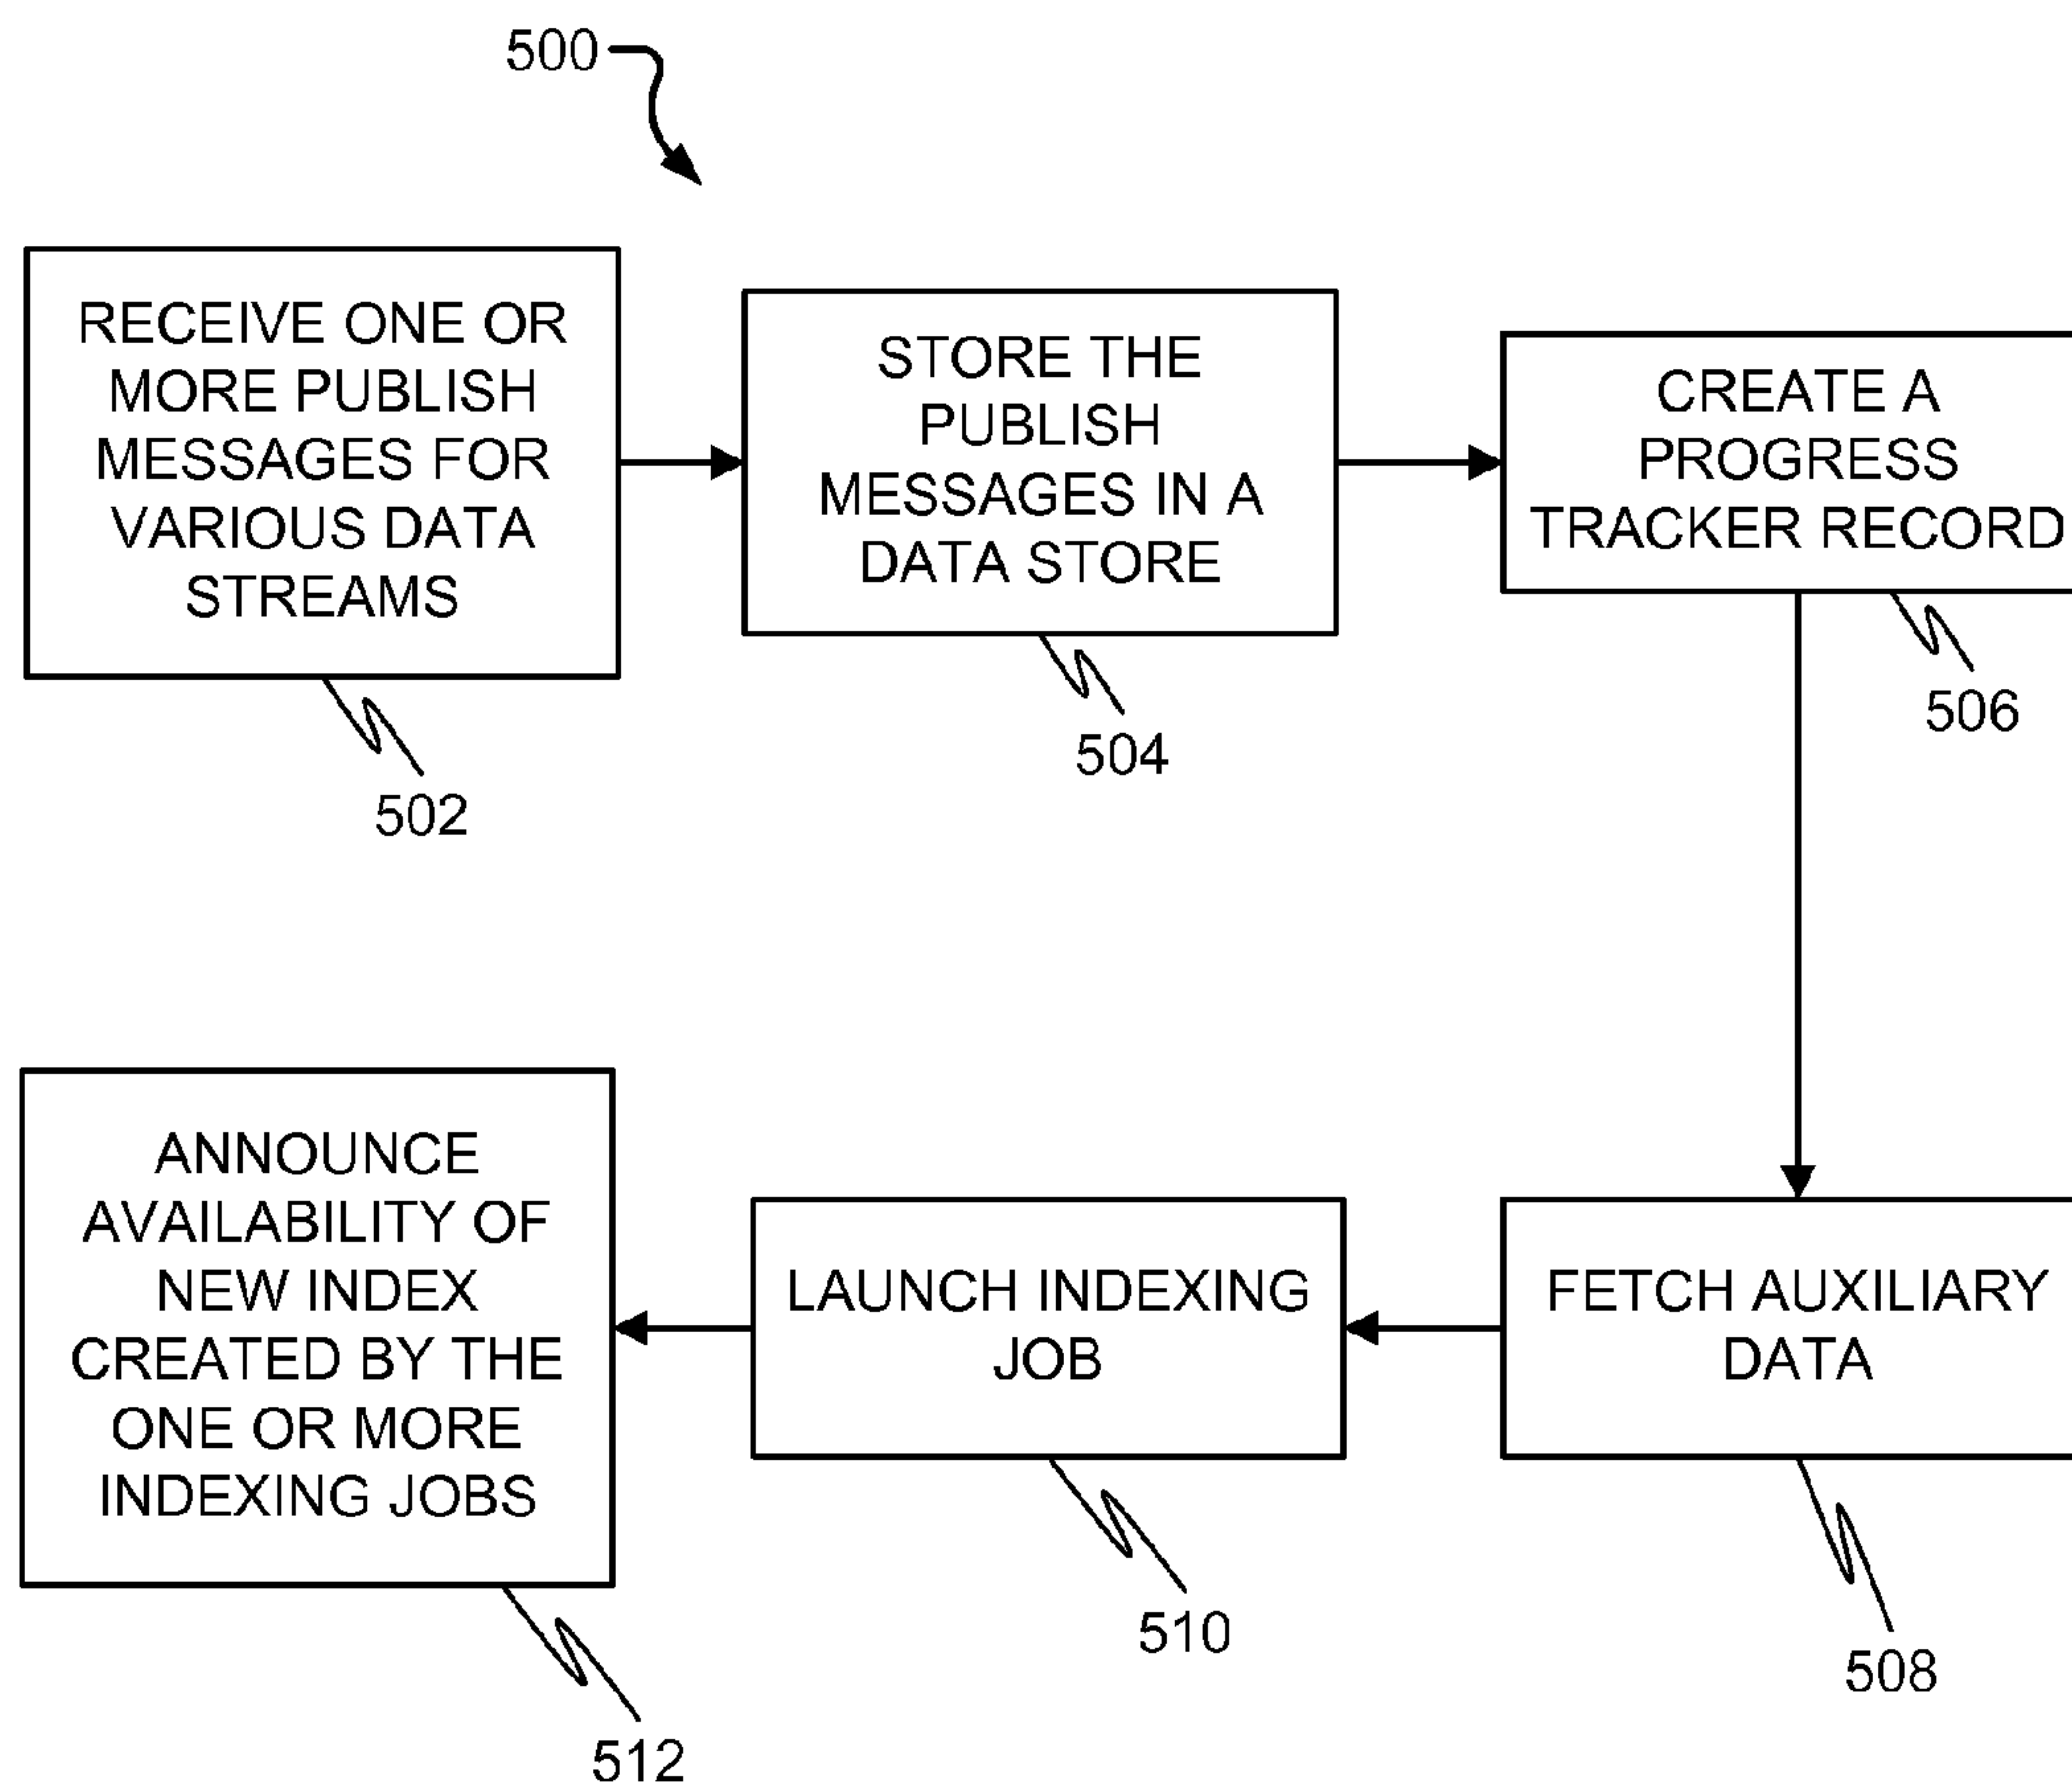 500
RECEIVE ONE OR
MORE PUBLISH
MESSAGES FOR
VARIOUS DATA
STREAMS
502
STORE THE
PUBLISH
MESSAGES IN A
DATA STORE
504
CREATE A
PROGRESS
TRACKER RECORD
506
FETCH AUXILIARY
DATA
508
LAUNCH INDEXING
JOB
510
ANNOUNCE
AVAILABILITY OF
NEW INDEX
CREATED BY THE
ONE OR MORE
INDEXING JOBS
512